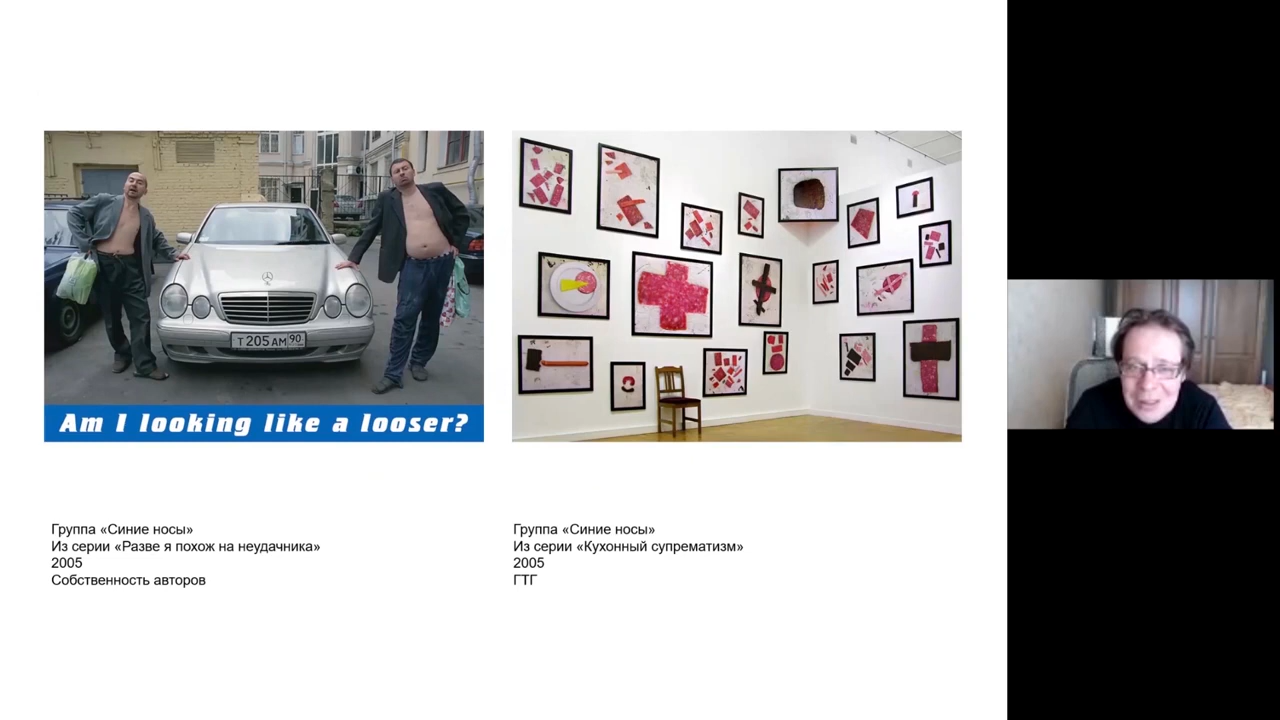 T 205 AM 90
Am I looking like a looser?
Группа «Синие носы»
Из серии «Разве я похож на неудачника»
2005
Собственность авторов
Группа «Синие носы»
Из серии «Кухонный супрематизм»
2005
ГТГ